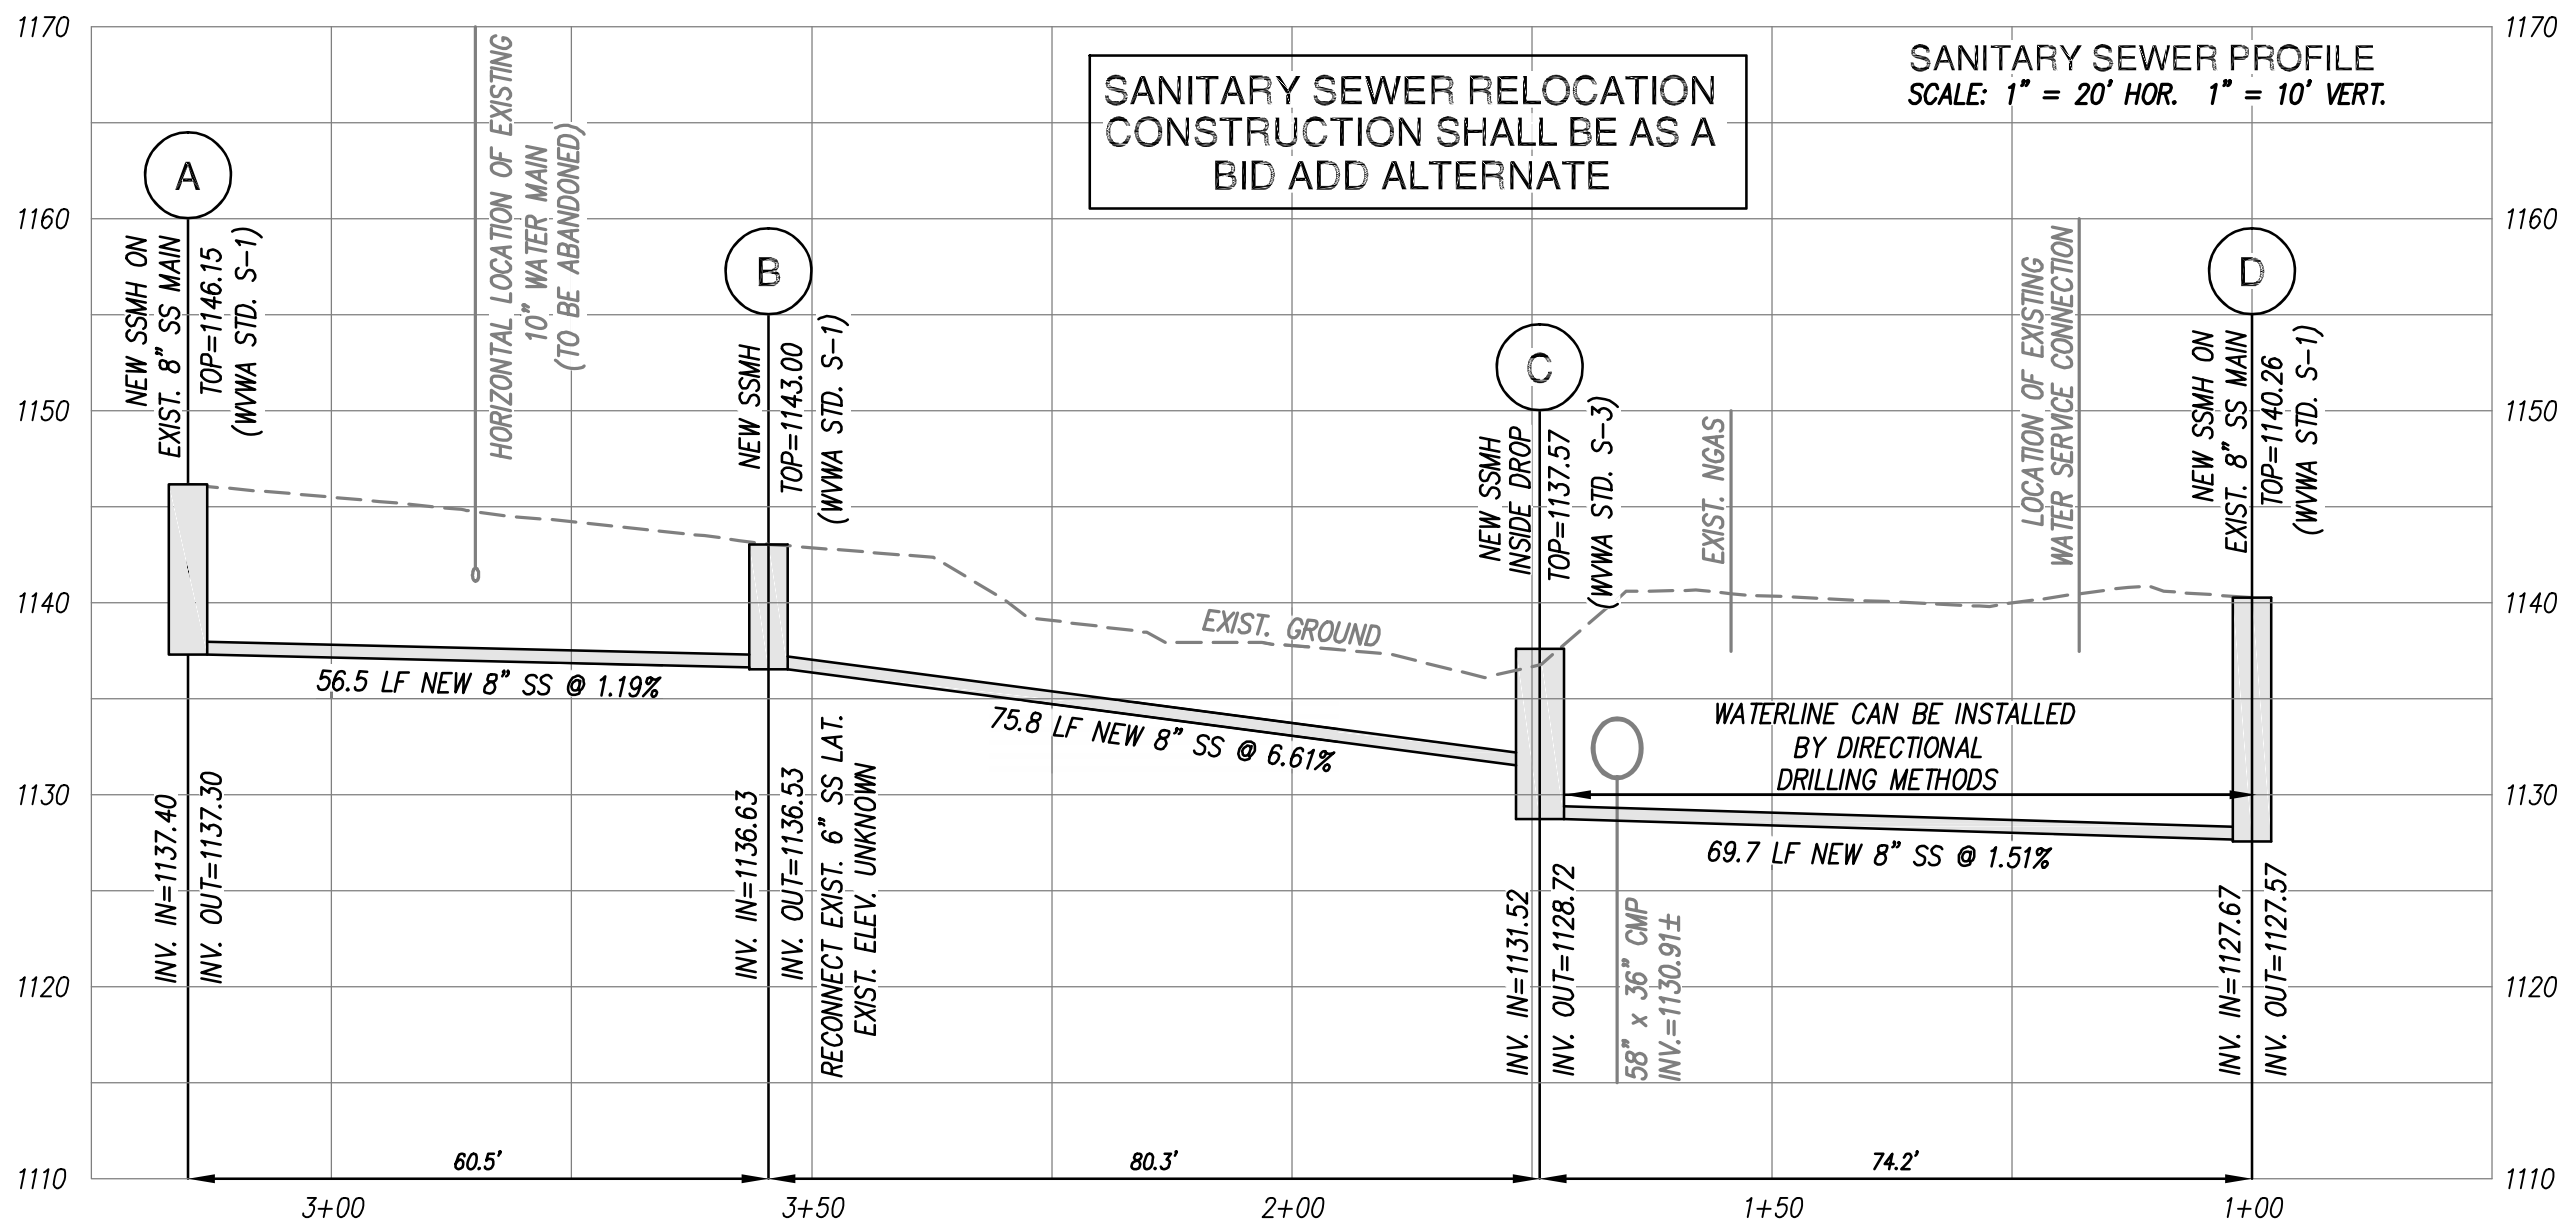 SANITARY SEWER PROFILE
SCALE: 1" = 20' HOR. 1" = 10' VERT.
SANITARY SEWER RELOCATION
CONSTRUCTION SHALL BE AS A
BID ADD ALTERNATE
1170
1160
1150
1140
1130
1120
1110
A
NEW SSMH ON
EXIST. 8" SS MAIN
TOP=1146.15
(WVWA STD. S-1)
HORIZONTAL LOCATION OF EXISTING
10" WATER MAIN
(TO BE ABANDONED)
B
NEW SSMH
TOP=1143.00
(WVWA STD. S-1)
C
NEW SSMH
INSIDE DROP
TOP=1137.57
(WVWA STD. S-3)
EXIST. NGAS
LOCATION OF EXISTING
WATER SERVICE CONNECTION
D
NEW SSMH ON
EXIST. 8" SS MAIN
TOP=1140.26
(WVWA STD. S-1)
EXIST. GROUND
56.5 LF NEW 8" SS @ 1.19%
75.8 LF NEW 8" SS @ 6.61%
WATERLINE CAN BE INSTALLED
BY DIRECTIONAL
DRILLING METHODS
69.7 LF NEW 8" SS @ 1.51%
INV. IN=1137.40
INV. OUT=1137.30
INV. IN=1136.63
INV. OUT=1136.53
RECONNECT EXIST. 6" SS LAT.
EXIST. ELEV. UNKNOWN
INV. IN=1131.52
INV. OUT=1128.72
58" x 36" CMP
INV.=1130.91±
INV. IN=1127.67
INV. OUT=1127.57
60.5'
80.3'
74.2'
3+00
3+50
2+00
1+50
1+00
1170
1160
1150
1140
1130
1120
1110